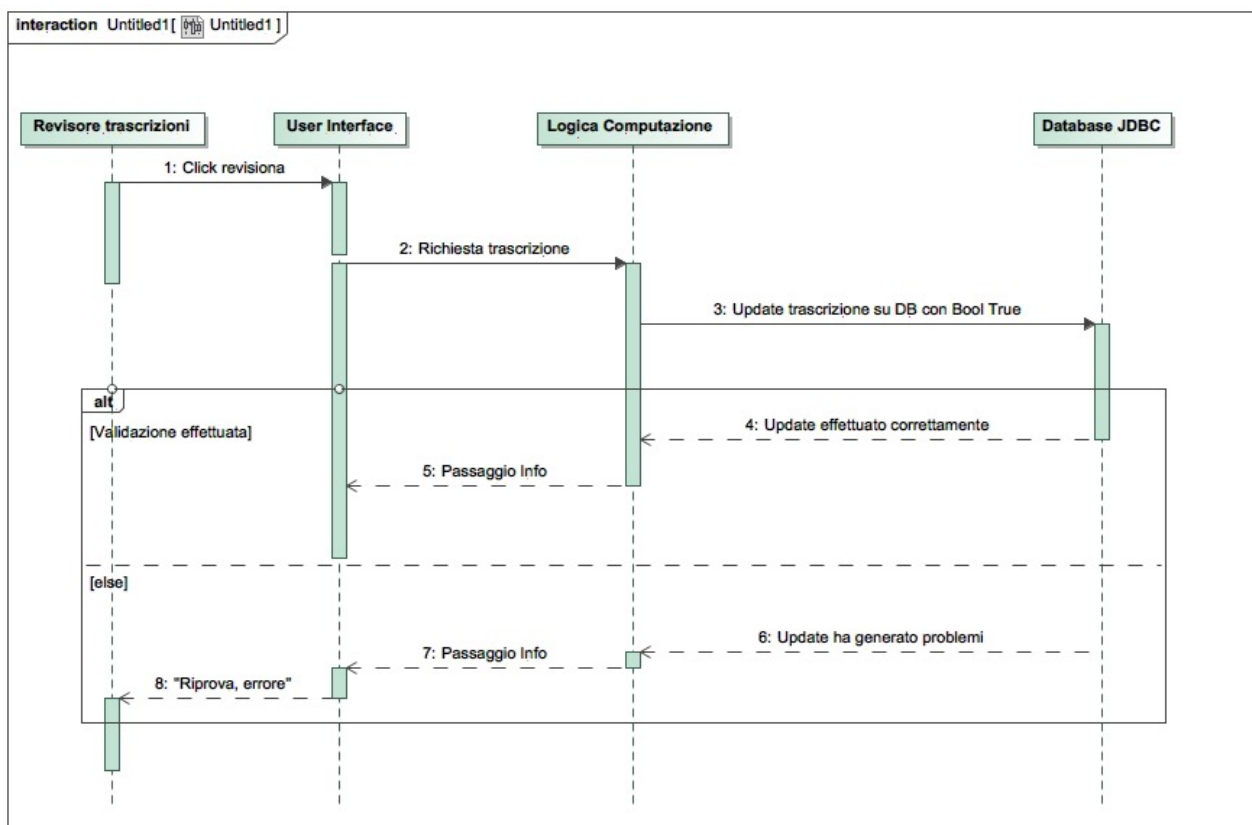 interaction Untitled1[ Untitled1 ]
Revisore trascrizioni
User Interface
Logica Computazione
Database JDBC
1: Click revisiona
2: Richiesta trascrizione
3: Update trascrizione su DB con Bool True
alt
[Validazione effettuata]
4: Update effettuato correttamente
5: Passaggio Info
[else]
6: Update ha generato problemi
7: Passaggio Info
8: "Riprova, errore"